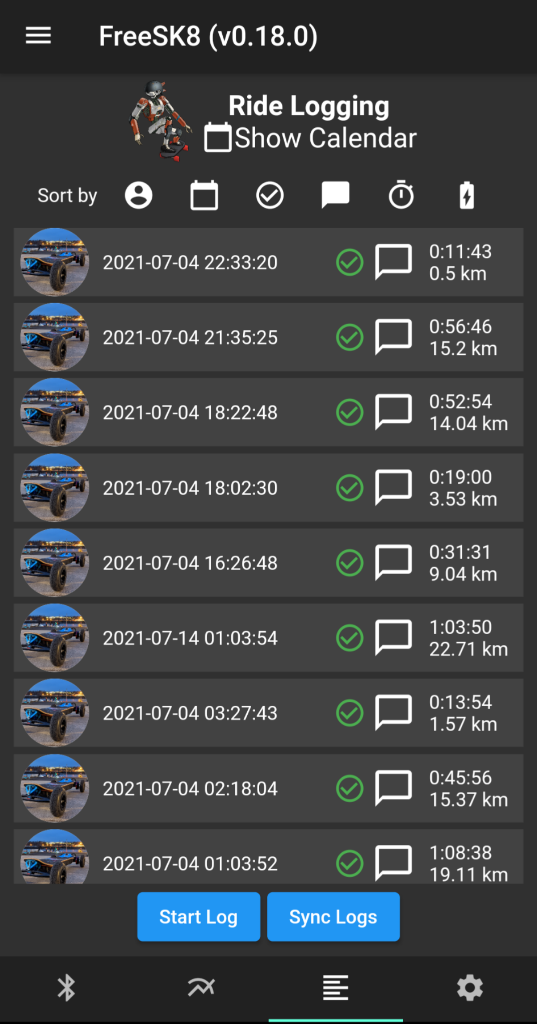 FreeSK8 (v0.18.0)
Ride Logging
Show Calendar
Sort by
2021-07-04 22:33:20
0:11:43
0.5 km
2021-07-04 21:35:25
0:56:46
15.2 km
2021-07-04 18:22:48
0:52:54
14.04 km
2021-07-04 18:02:30
0:19:00
3.53 km
2021-07-04 16:26:48
0:31:31
9.04 km
2021-07-14 01:03:54
1:03:50
22.71 km
2021-07-04 03:27:43
0:13:54
1.57 km
2021-07-04 02:18:04
0:45:56
15.37 km
2021-07-04 01:03:52
1:08:38
19.11 km
Start Log
Sync Logs